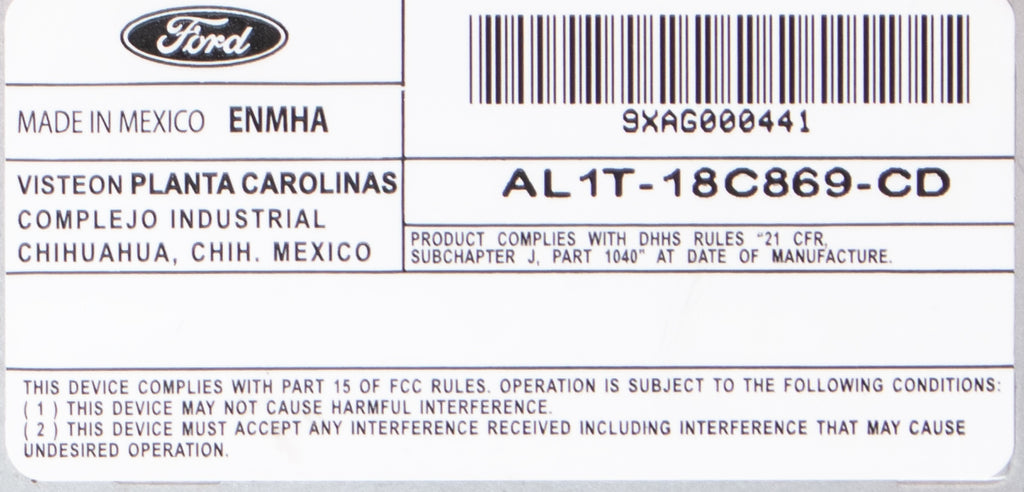 Ford
MADE IN MEXICO ENMHA
VISTEON PLANTA CAROLINAS
COMPLEJO INDUSTRIAL
CHIHUAHUA, CHIH. MEXICO
9XAG000441
AL1T-18C869-CD
PRODUCT COMPLIES WITH DHHS RULES "21 CFR,
SUBCHAPTER J, PART 1040" AT DATE OF MANUFACTURE.
THIS DEVICE COMPLIES WITH PART 15 OF FCC RULES. OPERATION IS SUBJECT TO THE FOLLOWING CONDITIONS:
( 1 ) THIS DEVICE MAY NOT CAUSE HARMFUL INTERFERENCE.
( 2 ) THIS DEVICE MUST ACCEPT ANY INTERFERENCE RECEIVED INCLUDING INTERFERENCE THAT MAY CAUSE
UNDESIRED OPERATION.